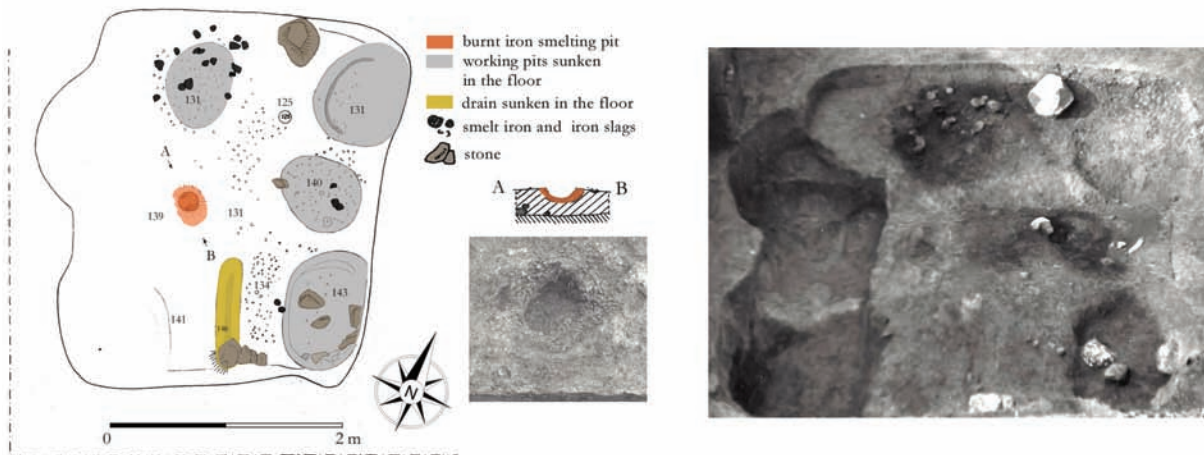 burnt iron smelting pit
working pits sunken
in the floor
drain sunken in the floor
smelt iron and iron slags
stone
131
125
131
A
140
139
131
B
134
143
141
146
A
B
N
0
2 m